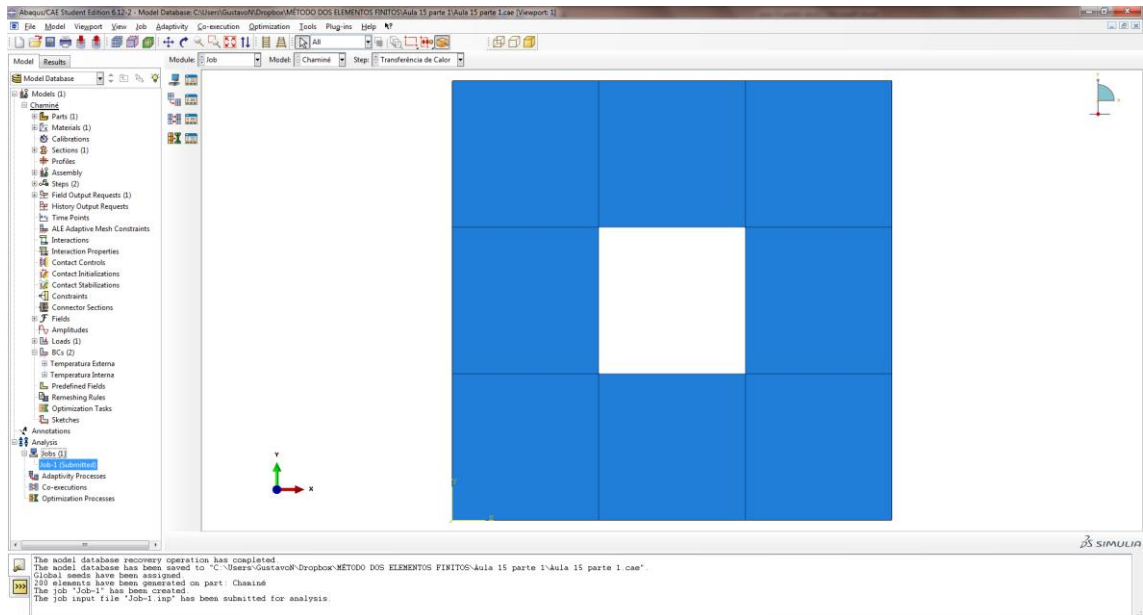 Abaqus/CAE Student Edition 6.12-2 - Model Database: C:\Users\GustavoN\Dropbox\MÉTODO DOS ELEMENTOS FINITOS\Aula 15 parte 1\Aula 15 parte 1.cae [Viewport: 1]
File Model Viewport View Job Adaptivity Co-execution Optimization Tools Plug-ins Help
All
Model Results
Module: Job Model: Chaminé Step: Transferência de Calor
Model Database
Models (1)
Chaminé
Parts (1)
Materials (1)
Calibrations
Sections (1)
Profiles
Assembly
Steps (2)
Field Output Requests (1)
History Output Requests
Time Points
ALE Adaptive Mesh Constraints
Interactions
Interaction Properties
Contact Controls
Contact Initializations
Contact Stabilizations
Constraints
Connector Sections
Fields
Amplitudes
Loads (1)
BCs (2)
Temperatura Externa
Temperatura Interna
Predefined Fields
Remeshing Rules
Optimization Tasks
Sketches
Annotations
Analysis
Jobs (1)
Job-1 (Submitted)
Adaptivity Processes
Co-executions
Optimization Processes
Y
X
SIMULIA
The model database recovery operation has completed.
The model database has been saved to "C:\Users\GustavoN\Dropbox\MÉTODO DOS ELEMENTOS FINITOS\Aula 15 parte 1\Aula 15 parte 1.cae".
Global seeds have been assigned.
200 elements have been generated on part: Chaminé
The job "Job-1" has been created.
The job input file "Job-1.inp" has been submitted for analysis.